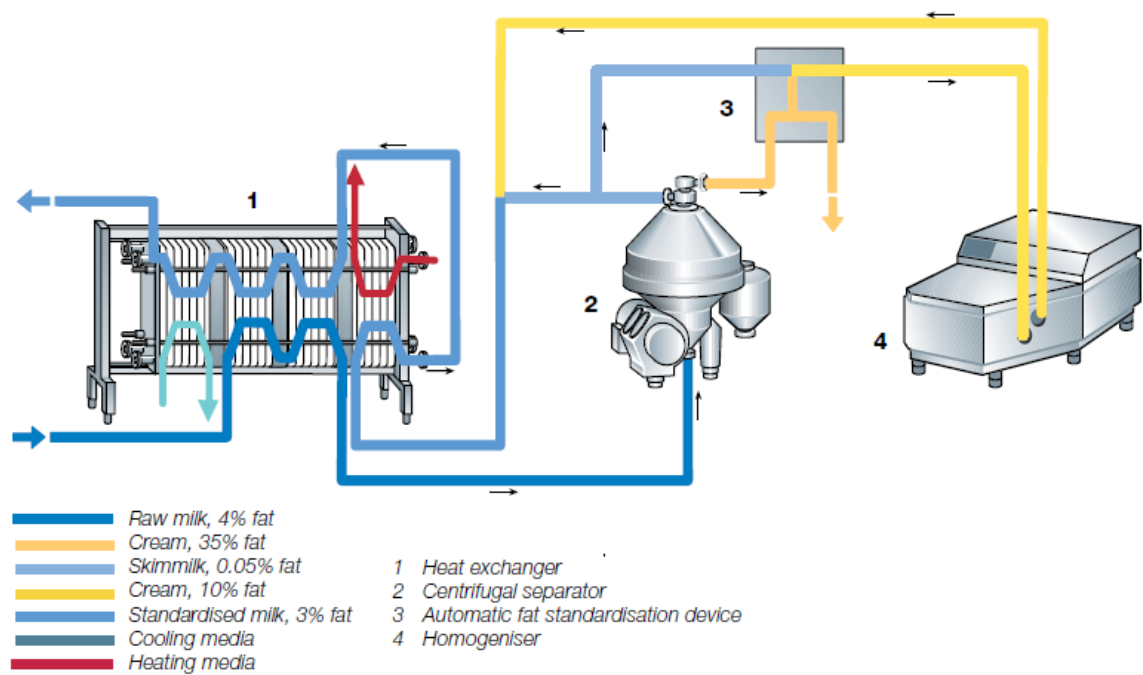 3
1
2
4
Raw milk, 4% fat
Cream, 35% fat
Skimmilk, 0.05% fat
Cream, 10% fat
Standardised milk, 3% fat
Cooling media
Heating media
1 Heat exchanger
2 Centrifugal separator
3 Automatic fat standardisation device
4 Homogeniser